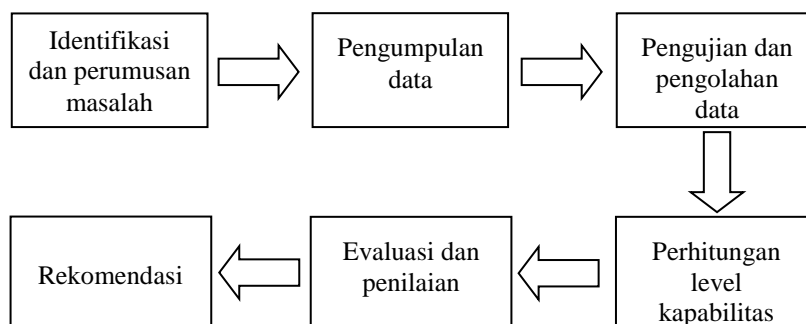 Identifikasi
dan perumusan
masalah
Pengumpulan
data
Pengujian dan
pengolahan
data
Perhitungan
level
kapabilitas
Evaluasi dan
penilaian
Rekomendasi